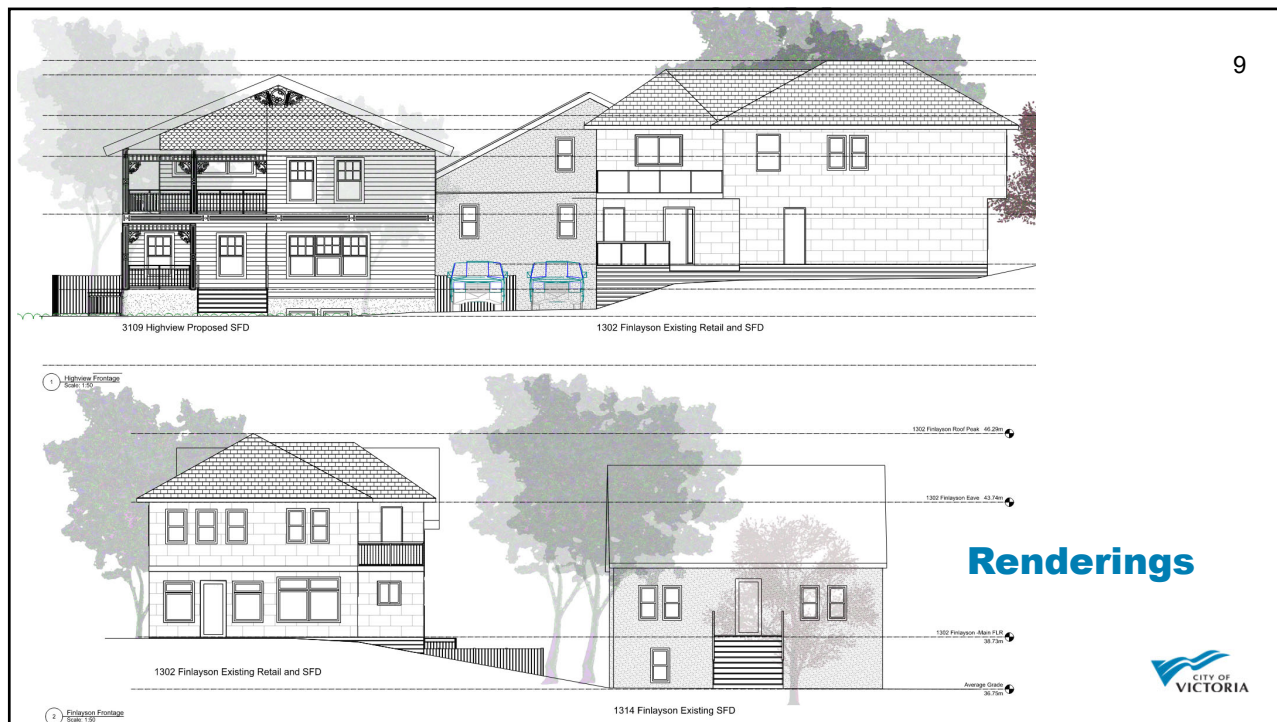 9
3109 Highview Proposed SFD
1302 Finlayson Existing Retail and SFD
1 Highview Frontage
Scale: 1:50
1302 Finlayson Roof Peak 46.29m
1302 Finlayson Eave 43.74m
Renderings
1302 Finlayson -Main FLR
38.73m
1302 Finlayson Existing Retail and SFD
Average Grade
36.75m
CITY OF
VICTORIA
1314 Finlayson Existing SFD
2 Finlayson Frontage
Scale: 1:50